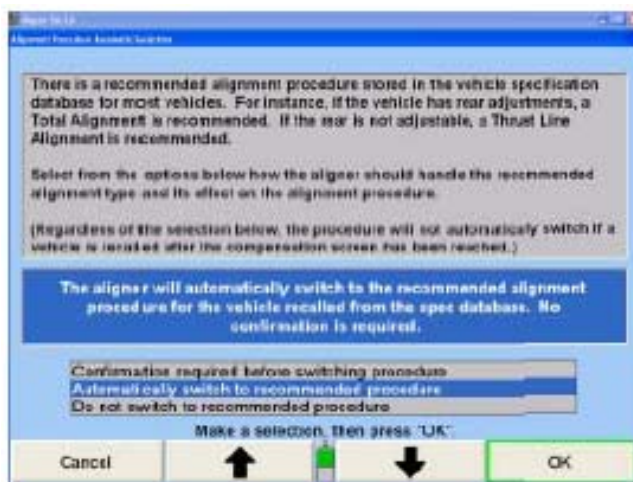 Alignment Procedure Automatic Selection
There is a recommended alignment procedure stored in the vehicle specification
database for most vehicles. For instance, if the vehicle has rear adjustments, a
Total Alignment is recommended. If the rear is not adjustable, a Thrust Line
Alignment is recommended.
Select from the options below how the aligner should handle the recommended
alignment type and its effect on the alignment procedure.
(Regardless of the selection below, the procedure will not automaticaly switch if a
vehicle is recalled after the compensation screen has been reached.)
The aligner will automatically switch to the recommended alignment
procedure for the vehicle recalled from the spec database. No
confirmation is required.
Confirmation required before switching procedure
Automatically switch to recommended procedure
Do not switch to recommended procedure
Make a selection, then press "OK".
Cancel
OK